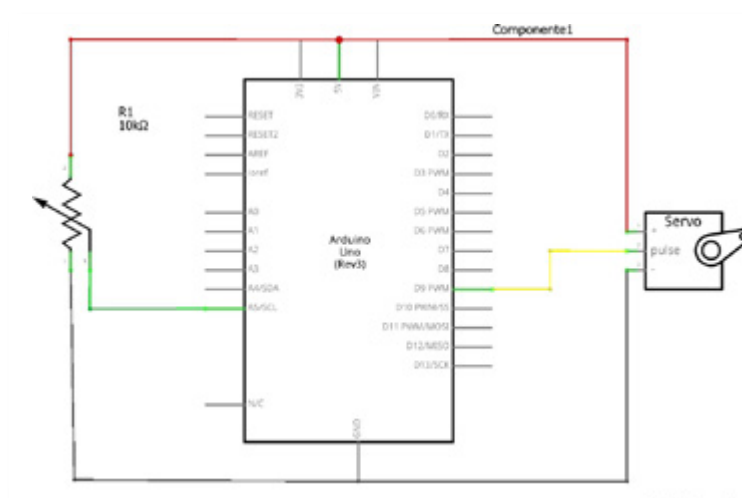 Componente1
3V3
5V
VIN
R1
10kΩ
RESET
RESET2
AREF
ioref
A0
A1
A2
A3
A4/SDA
A5/SCL
N/C
Arduino
Uno
(Rev3)
D0/RX
D1/TX
D2
D3 PWM
D4
D5 PWM
D6 PWM
D7
D8
D9 PWM
D10 PWM/SS
D11 PWM/MOSI
D12/MISO
D13/SCK
GND
Servo
+
pulse
-